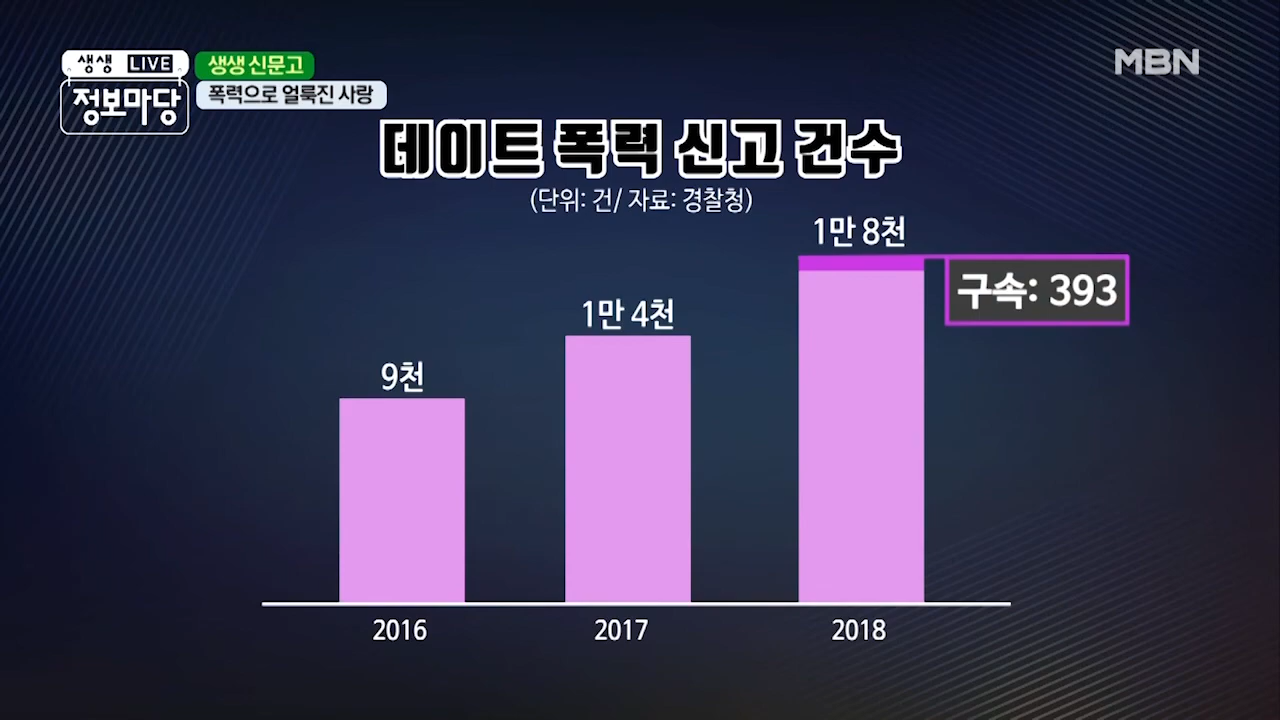 생생 LIVE
정보마당
생생 신문고
폭력으로 얼룩진 사랑
MBN
데이트 폭력 신고 건수
(단위: 건/ 자료: 경찰청)
9천
1만 4천
1만 8천
구속: 393
2016
2017
2018